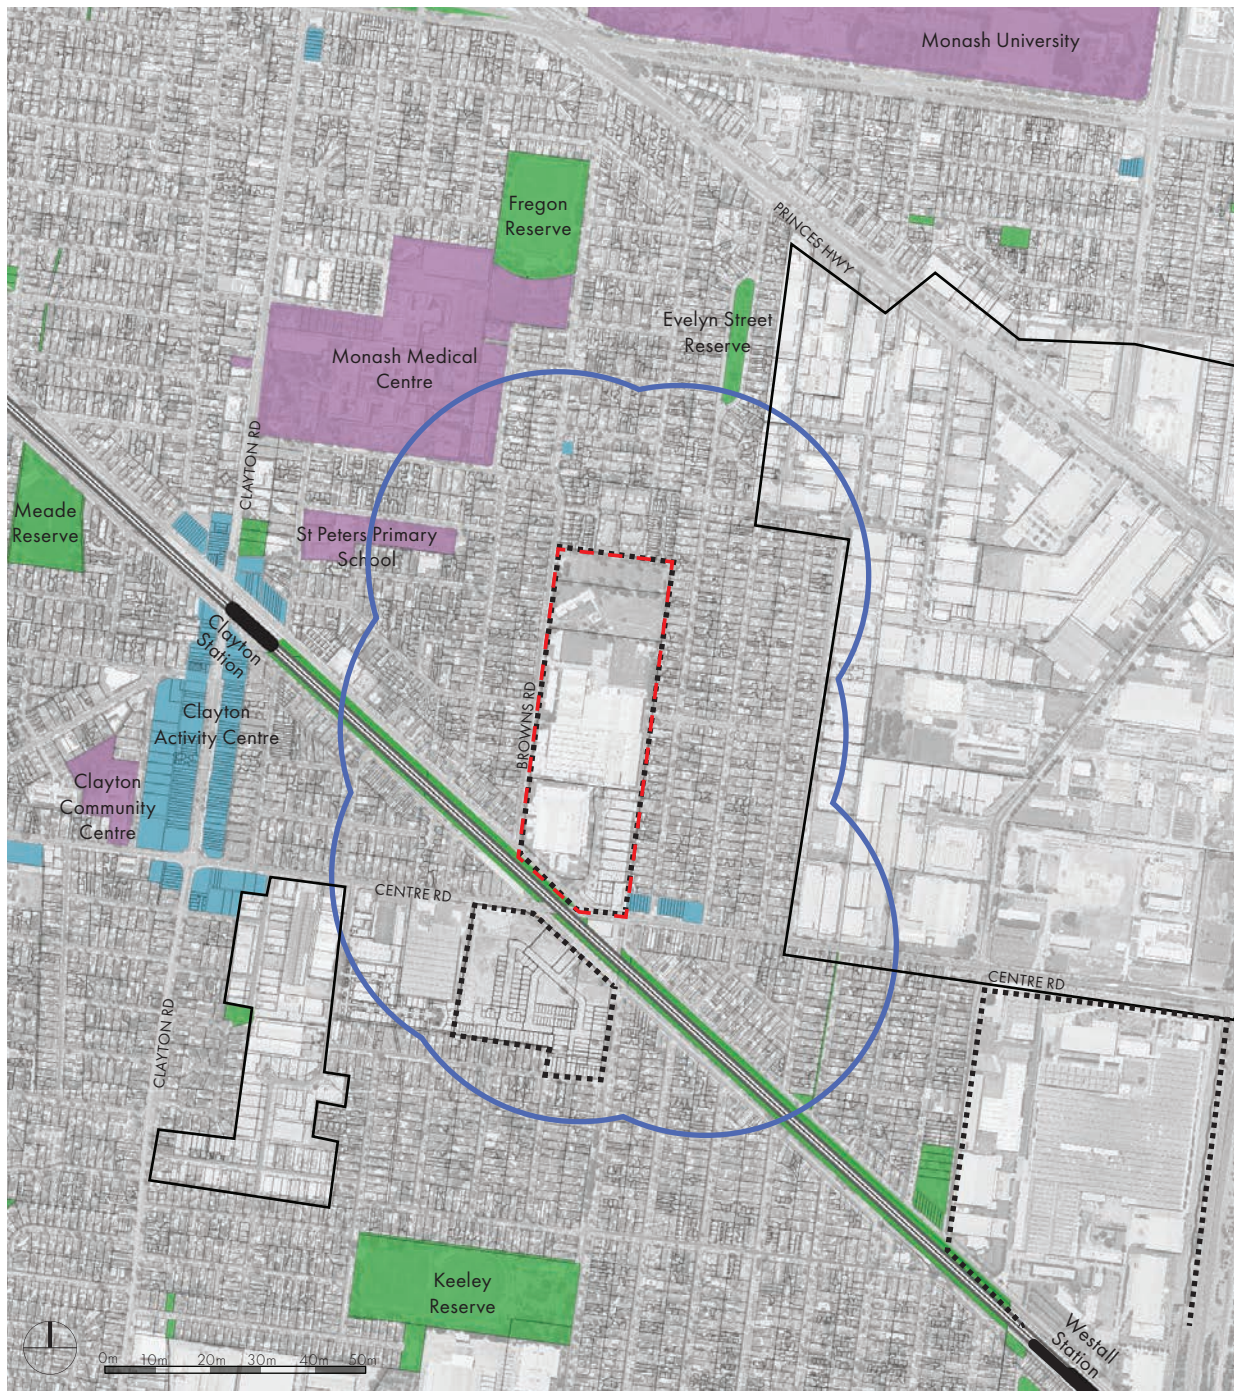 Monash University
Fregon
Reserve
PRINCES HWY
Evelyn Street
Reserve
Monash Medical
Centre
CLAYTON RD
Meade
Reserve
St Peters Primary
School
Clayton
Station
BROWNS RD
Clayton
Activity Centre
Clayton
Community
Centre
CENTRE RD
CENTRE RD
CLAYTON RD
Keeley
Reserve
Westall
Station
0m 10m 20m 30m 40m 50m